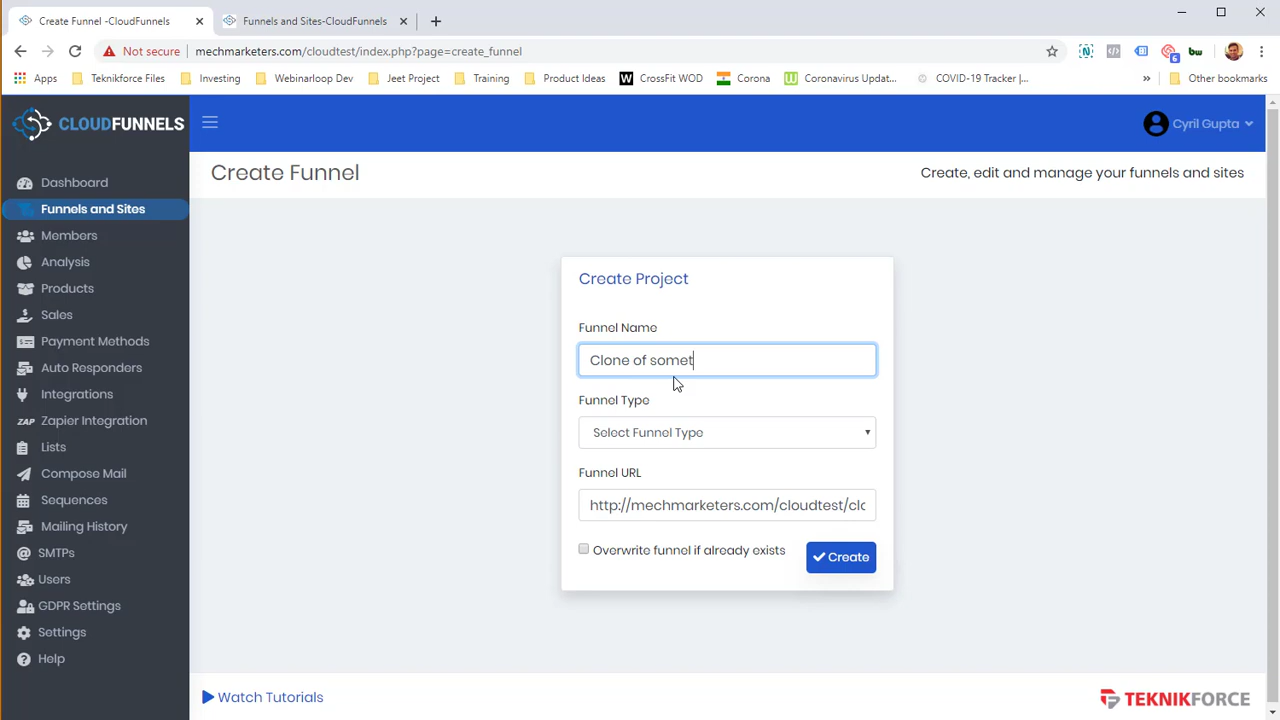 Create Funnel -CloudFunnels
Funnels and Sites-CloudFunnels
Not secure
mechmarketers.com/cloudtest/index.php?page=create_funnel
6
bw
Apps
Teknikforce Files
Investing
Webinarloop Dev
Jeet Project
Training
Product Ideas
W CrossFit WOD
Corona
Coronavirus Updat...
COVID-19 Tracker |...
»
Other bookmarks
CLOUDFUNNELS
Cyril Gupta
Create Funnel
Create, edit and manage your funnels and sites
Dashboard
Funnels and Sites
Members
Analysis
Products
Sales
Payment Methods
Auto Responders
Integrations
ZAP Zapier Integration
Lists
Compose Mail
Sequences
Mailing History
SMTPs
Users
GDPR Settings
Settings
Help
Create Project
Funnel Name
Clone of somet
Funnel Type
Select Funnel Type
Funnel URL
http://mechmarketers.com/cloudtest/clo
Overwrite funnel if already exists
Create
Watch Tutorials
TEKNIKFORCE